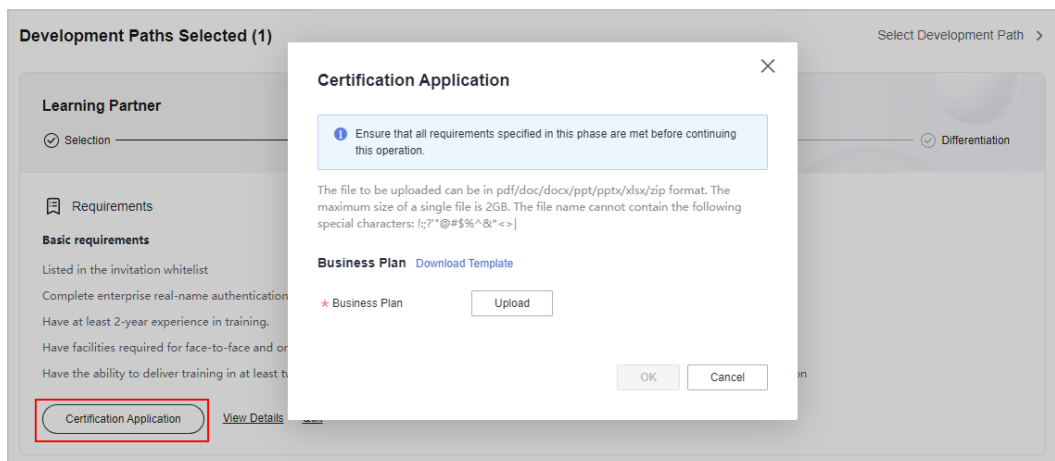 Development Paths Selected (1)
Select Development Path
Learning Partner
Selection
Differentiation
Requirements
Basic requirements
Listed in the invitation whitelist
Complete enterprise real-name authentication
Have at least 2-year experience in training.
Have facilities required for face-to-face and
Have the ability to deliver training in at least
Certification Application
View Details
Certification Application
Ensure that all requirements specified in this phase are met before continuing
this operation.
The file to be uploaded can be in pdf/doc/docx/ppt/pptx/xlsx/zip format. The
maximum size of a single file is 2GB. The file name cannot contain the following
special characters: !;;?'"@#$%^&*<>|
Business Plan Download Template
* Business Plan
Upload
OK
Cancel